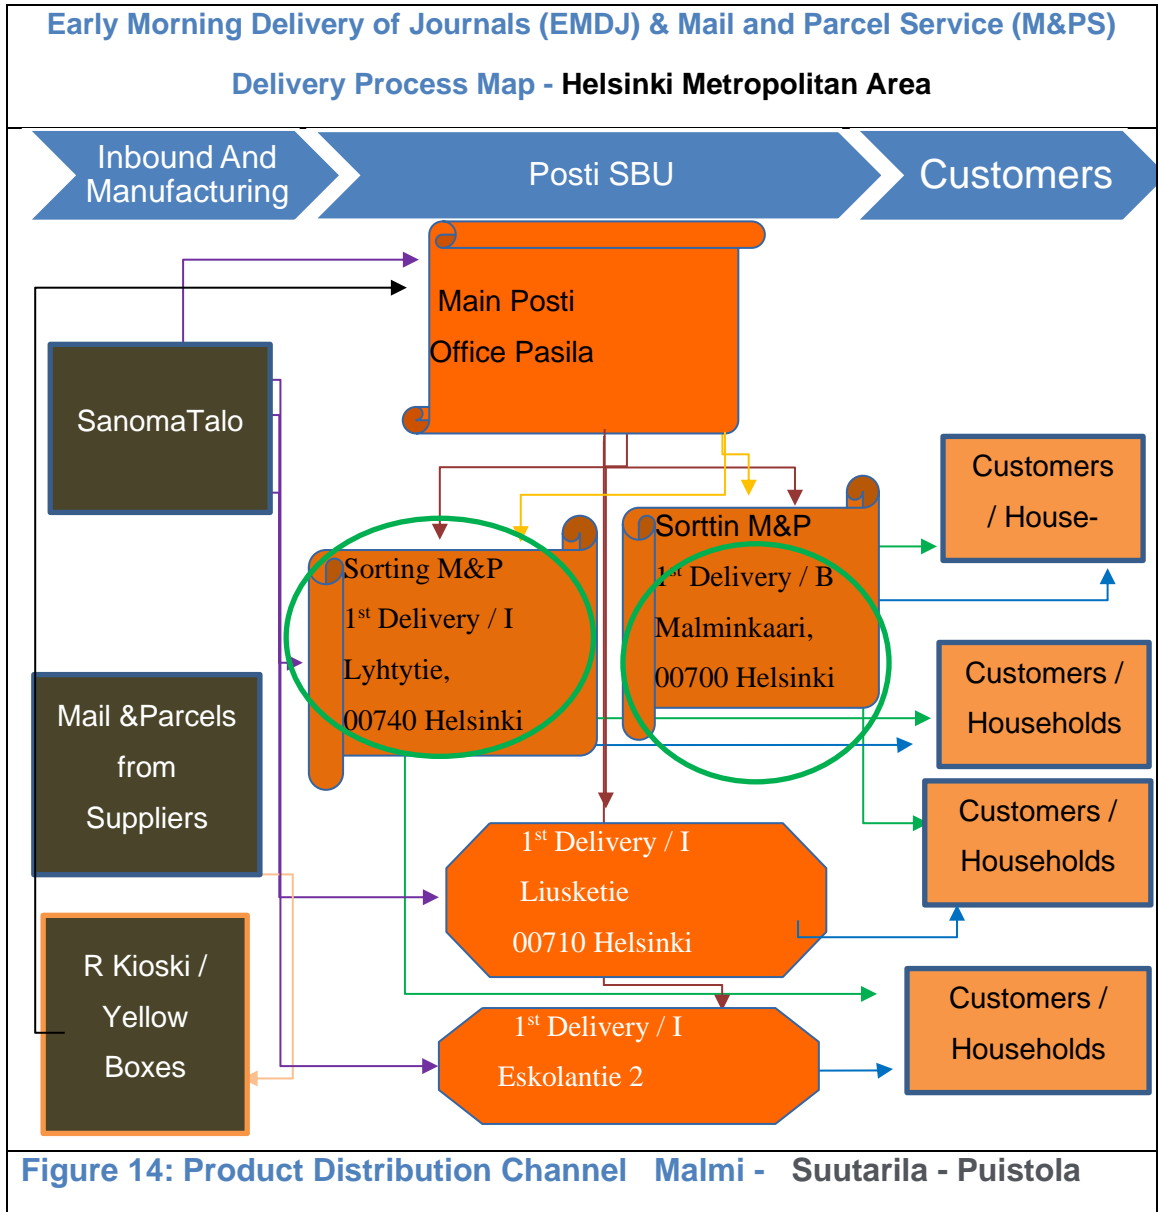 Early Morning Delivery of Journals (EMDJ) & Mail and Parcel Service (M&PS)
Delivery Process Map - Helsinki Metropolitan Area
Inbound And
Manufacturing
Posti SBU
Customers
Main Posti
Office Pasila
SanomaTalo
Customers
/ House-
Sorting M&P
1st Delivery / I
Lyhtytie,
00740 Helsinki
Sorttin M&P
1st Delivery / B
Malminkaari,
00700 Helsinki
Customers /
Households
Mail &Parcels
from
Suppliers
Customers /
Households
1st Delivery / I
Liusketie
00710 Helsinki
R Kioski /
Yellow
Boxes
Customers /
Households
1st Delivery / I
Eskolantie 2
Figure 14: Product Distribution Channel Malmi - Suutarila - Puistola